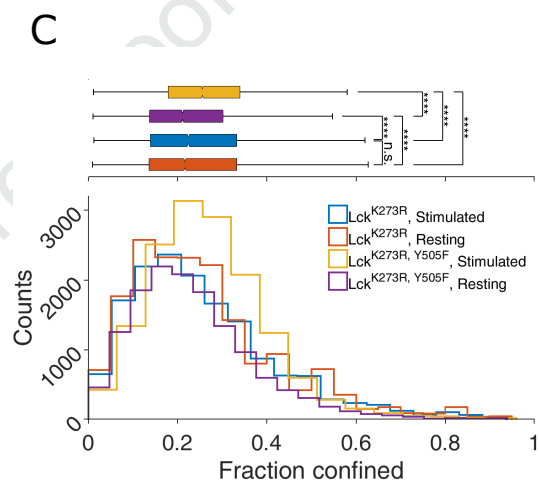 C
****
****
****
****
n.s.
****
3000
2000
1000
0
Counts
Lck^K273R, Stimulated
Lck^K273R, Resting
Lck^K273R, Y505F, Stimulated
Lck^K273R, Y505F, Resting
0 0.2 0.4 0.6 0.8 1
Fraction confined